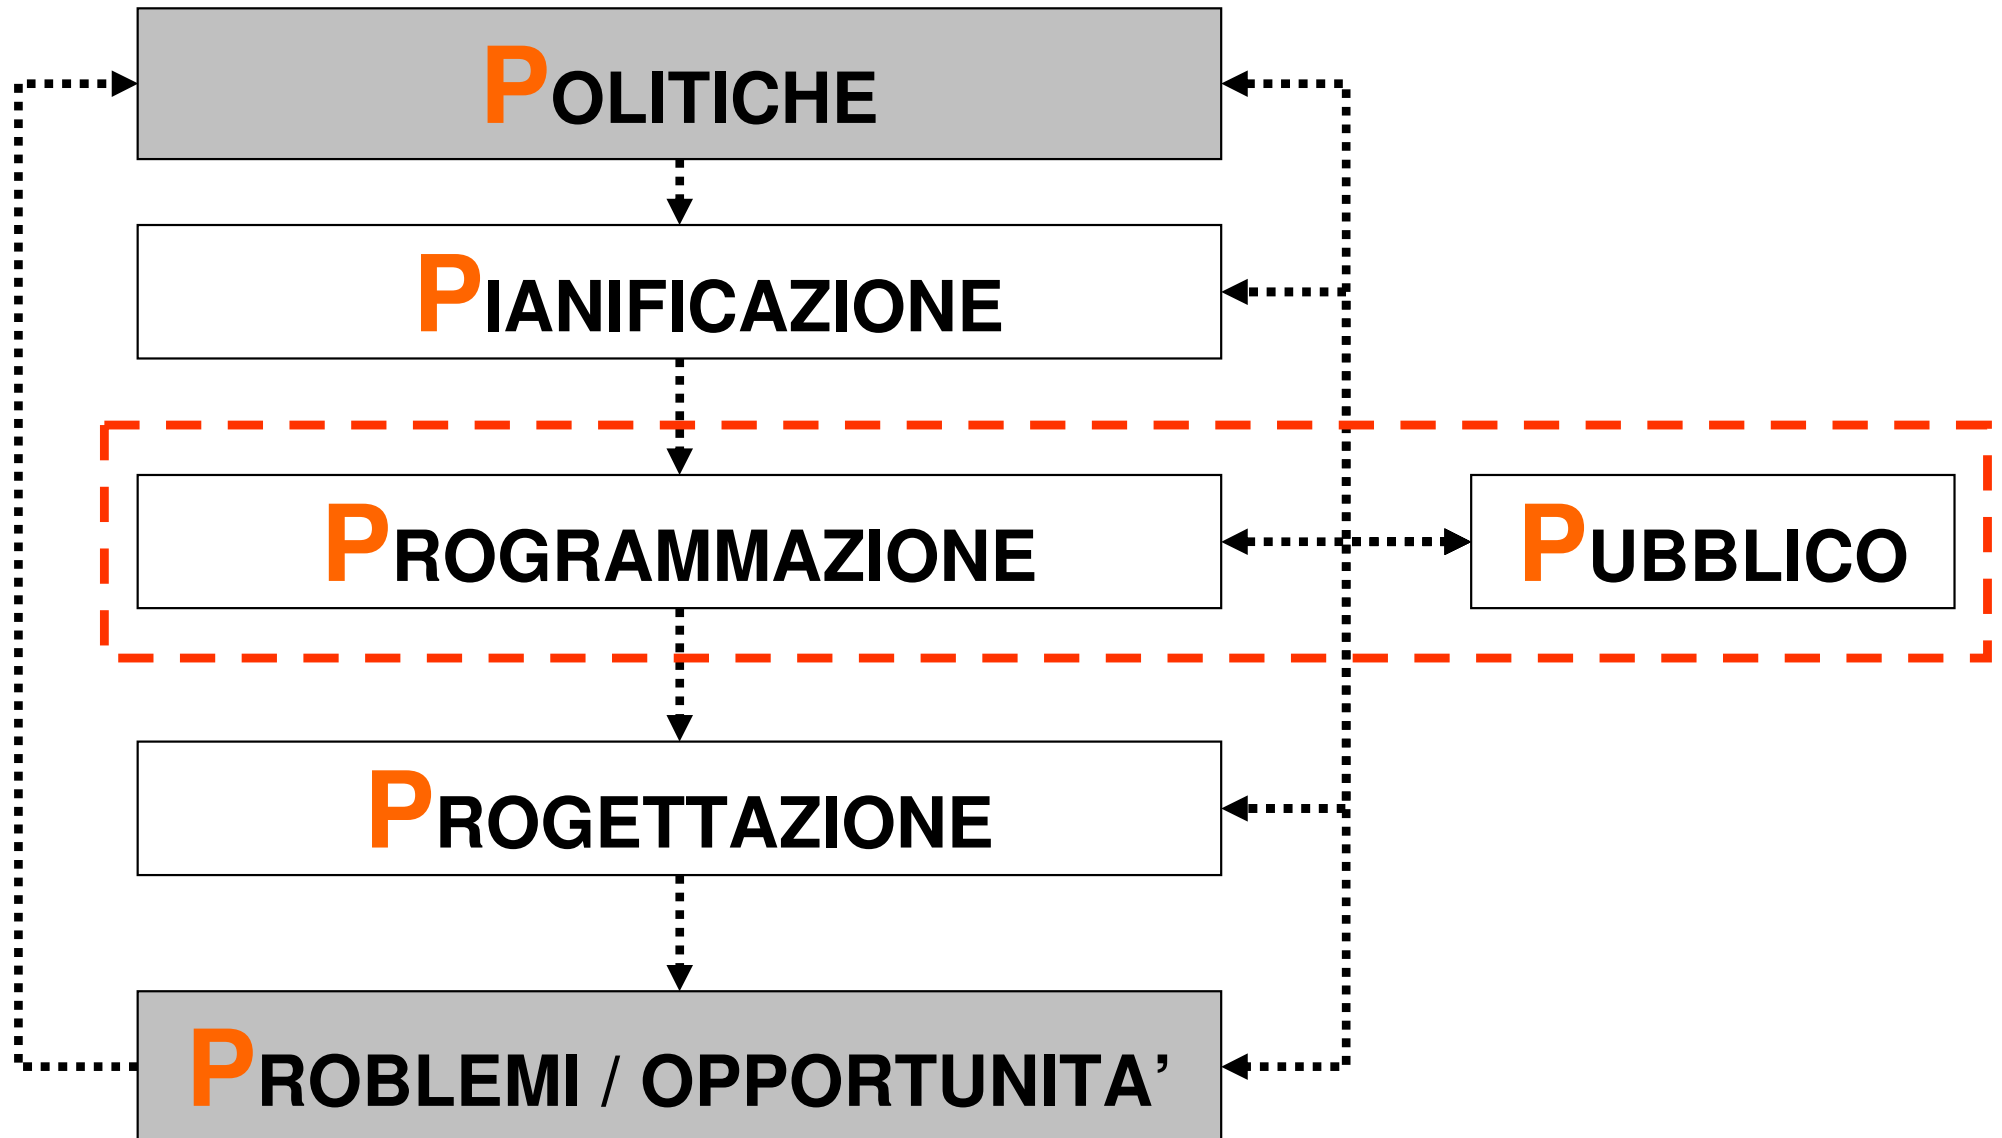 POLITICHE
PIANIFICAZIONE
PROGRAMMAZIONE
PUBBLICO
PROGETTAZIONE
PROBLEMI / OPPORTUNITA’